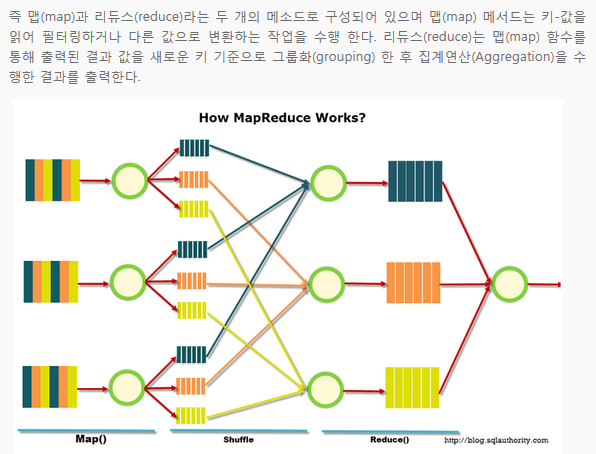 즉 맵(map)과 리듀스(reduce)라는 두 개의 메소드로 구성되어 있으며 맵(map) 메서드는 키-값을
읽어 필터링하거나 다른 값으로 변환하는 작업을 수행 한다. 리듀스(reduce)는 맵(map) 함수를
통해 출력된 결과 값을 새로운 키 기준으로 그룹화(grouping) 한 후 집계연산(Aggregation)을 수
행한 결과를 출력한다.
How MapReduce Works?
Map()
Shuffle
Reduce()
http://blog.sqlauthority.com